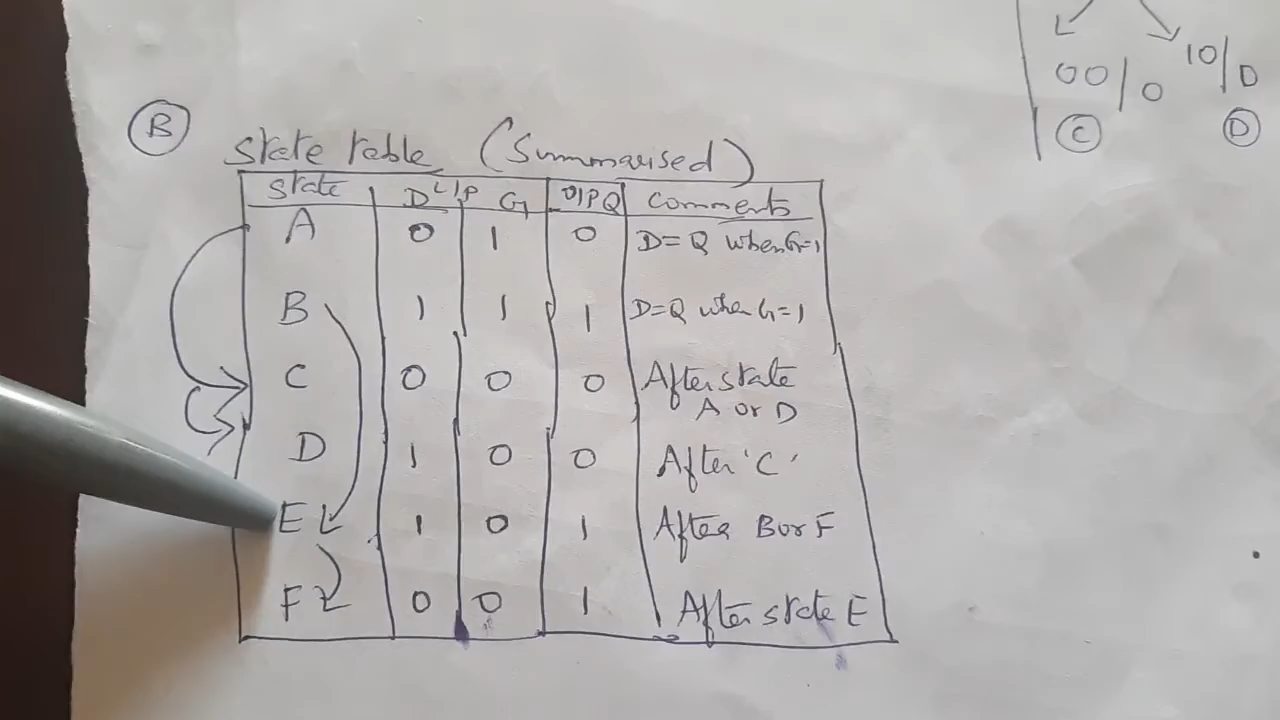 00/0
10/D
C
D
B
State table (Summarised)
State D I/P G O/P Q Comments
A 0 1 0 D=Q when G=1
B 1 1 1 D=Q when G=1
C 0 0 0 After state
A or D
D 1 0 0 After 'C'
E 1 0 1 After B or F
F 0 0 1 After state E